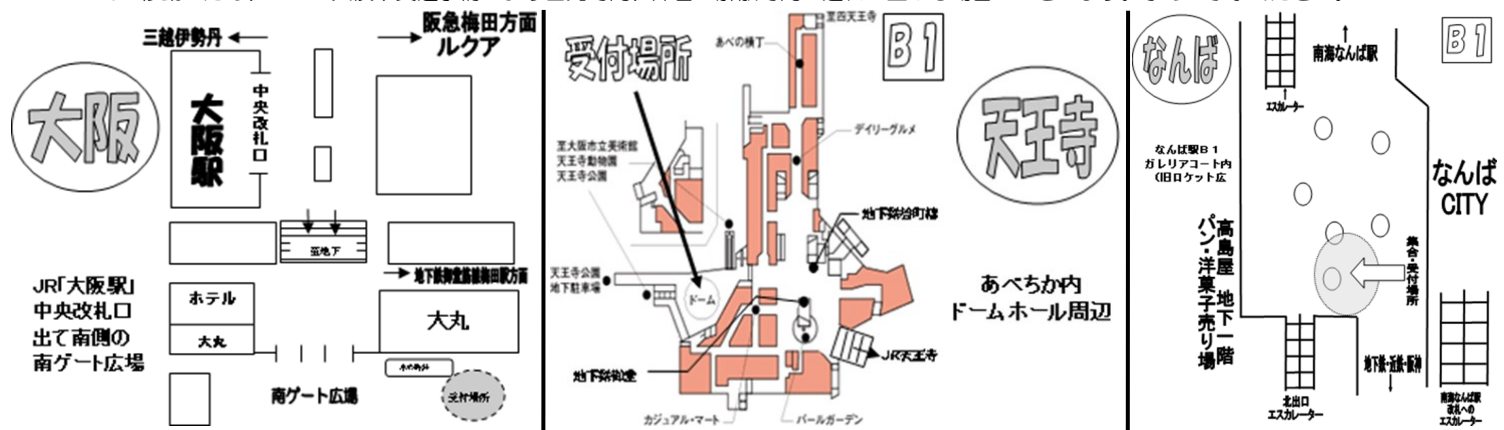 三越伊勢丹
阪急梅田方面
ルクア
大阪
大阪駅
中央改札口
至地下
地下鉄御堂筋線梅田駅方面
JR「大阪駅」
中央改札口
出て南側の
南ゲート広場
ホテル
大丸
大丸
南ゲート広場
水の時計
受付場所
受付場所
B1
天王寺
至四天王寺
あべの横丁
デイリーグルメ
至大阪市立美術館
天王寺動物園
天王寺公園
地下鉄谷町線
天王寺公園
地下駐車場
ドーム
あべちか内
ドームホール周辺
JR天王寺
地下鉄御堂
カジュアル・マート
パールガーデン
なんば
B1
南海なんば駅
エスカレーター
なんば駅B1
ガレリアコート内
(旧ロケット広
なんば
CITY
高島屋 地下一階
パン・洋菓子売り場
集合・受付場所
地下鉄・近鉄・阪神
北出口
エスカレーター
南海なんば駅
改札への
エスカレーター